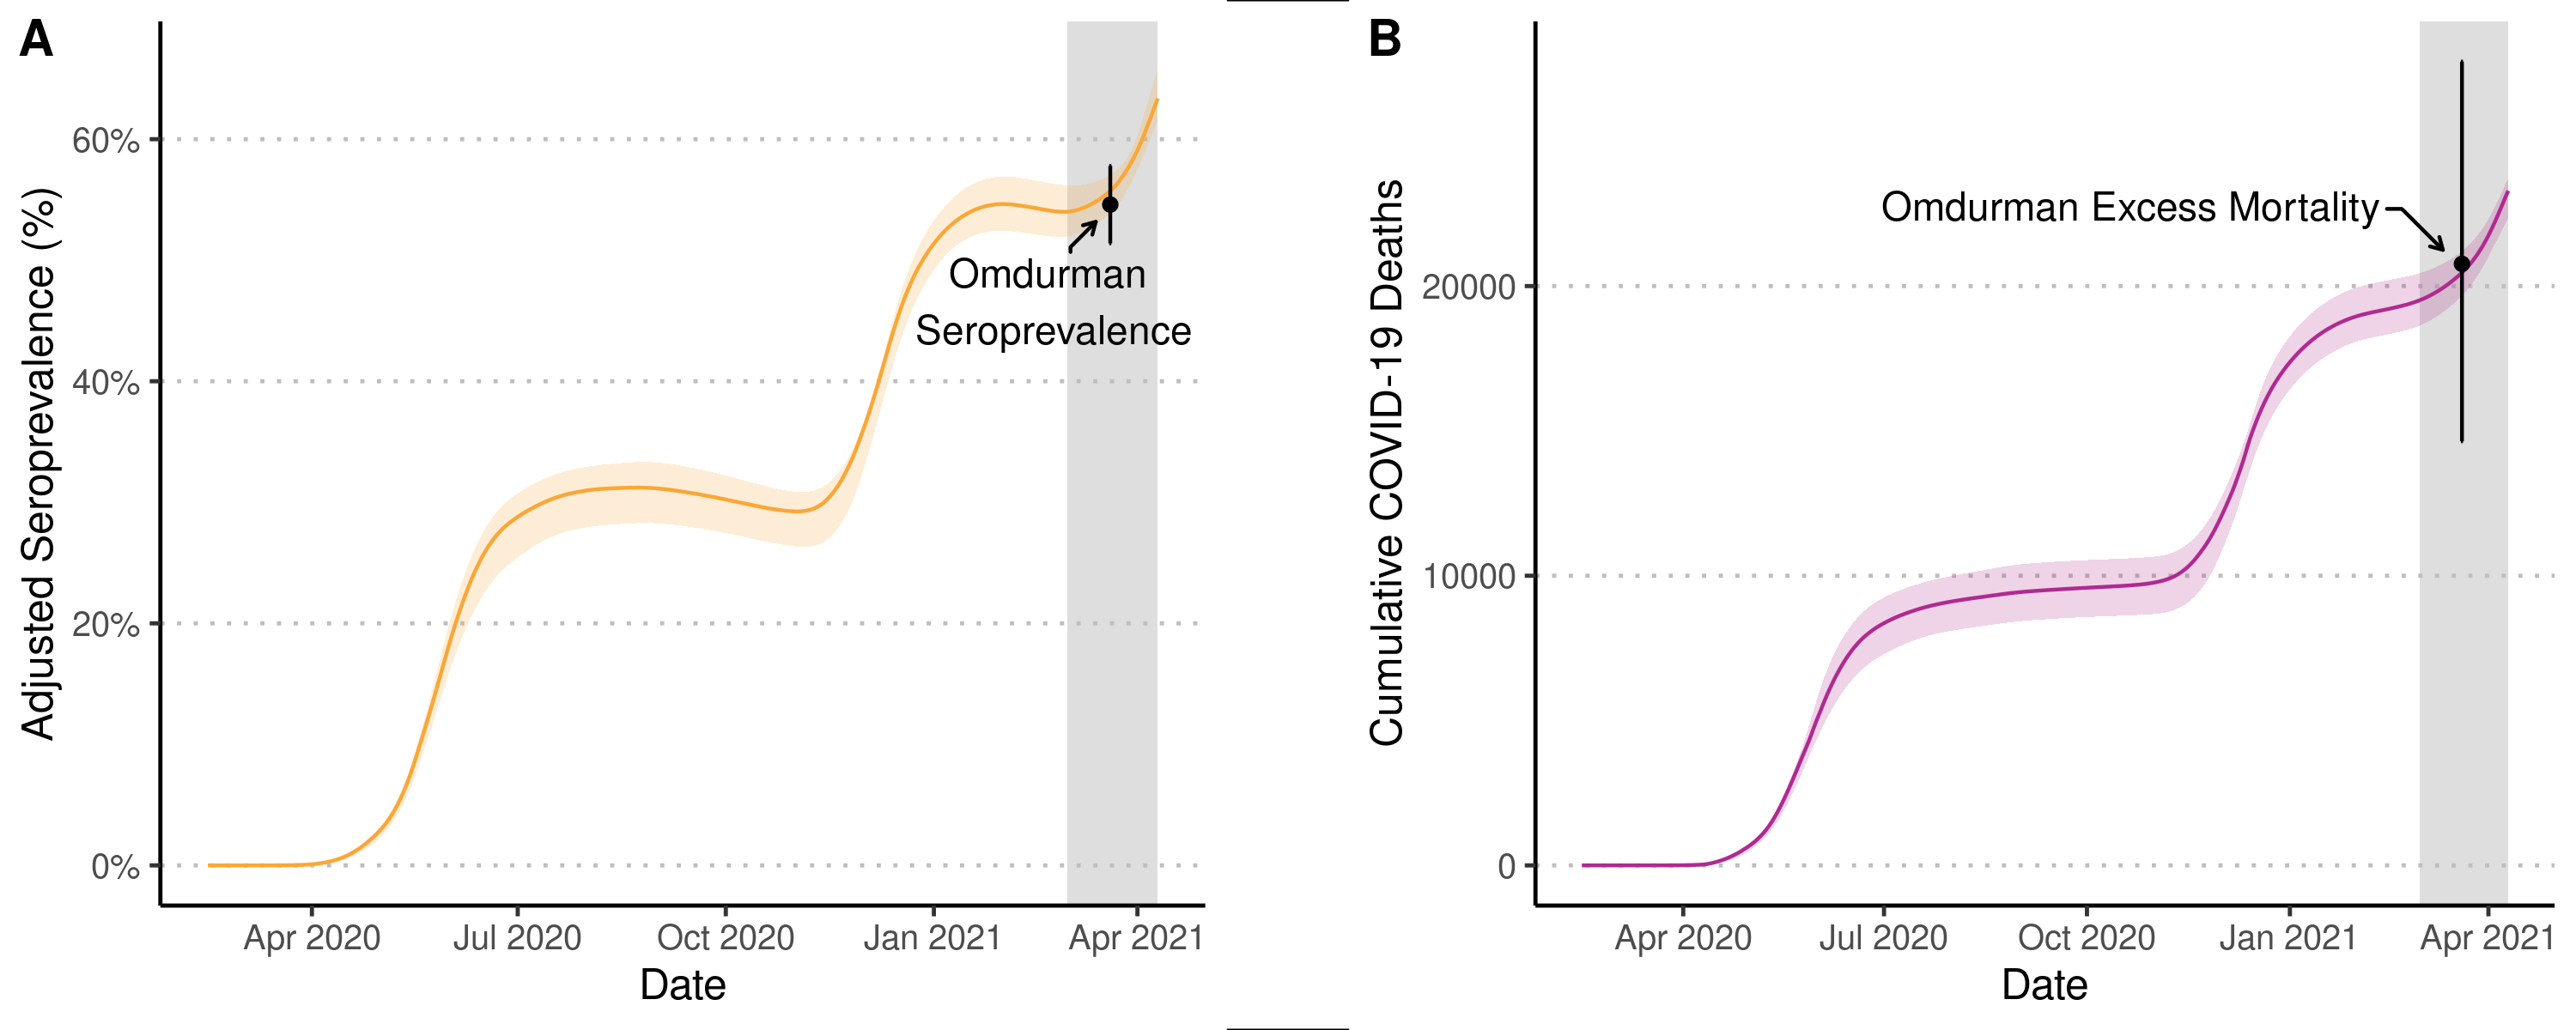 A
Adjusted Seroprevalence (%)
60%
40%
20%
0%
Omdurman
Seroprevalence
Apr 2020
Jul 2020
Oct 2020
Jan 2021
Apr 2021
Date
B
Cumulative COVID-19 Deaths
20000
10000
0
Omdurman Excess Mortality
Apr 2020
Jul 2020
Oct 2020
Jan 2021
Apr 2021
Date